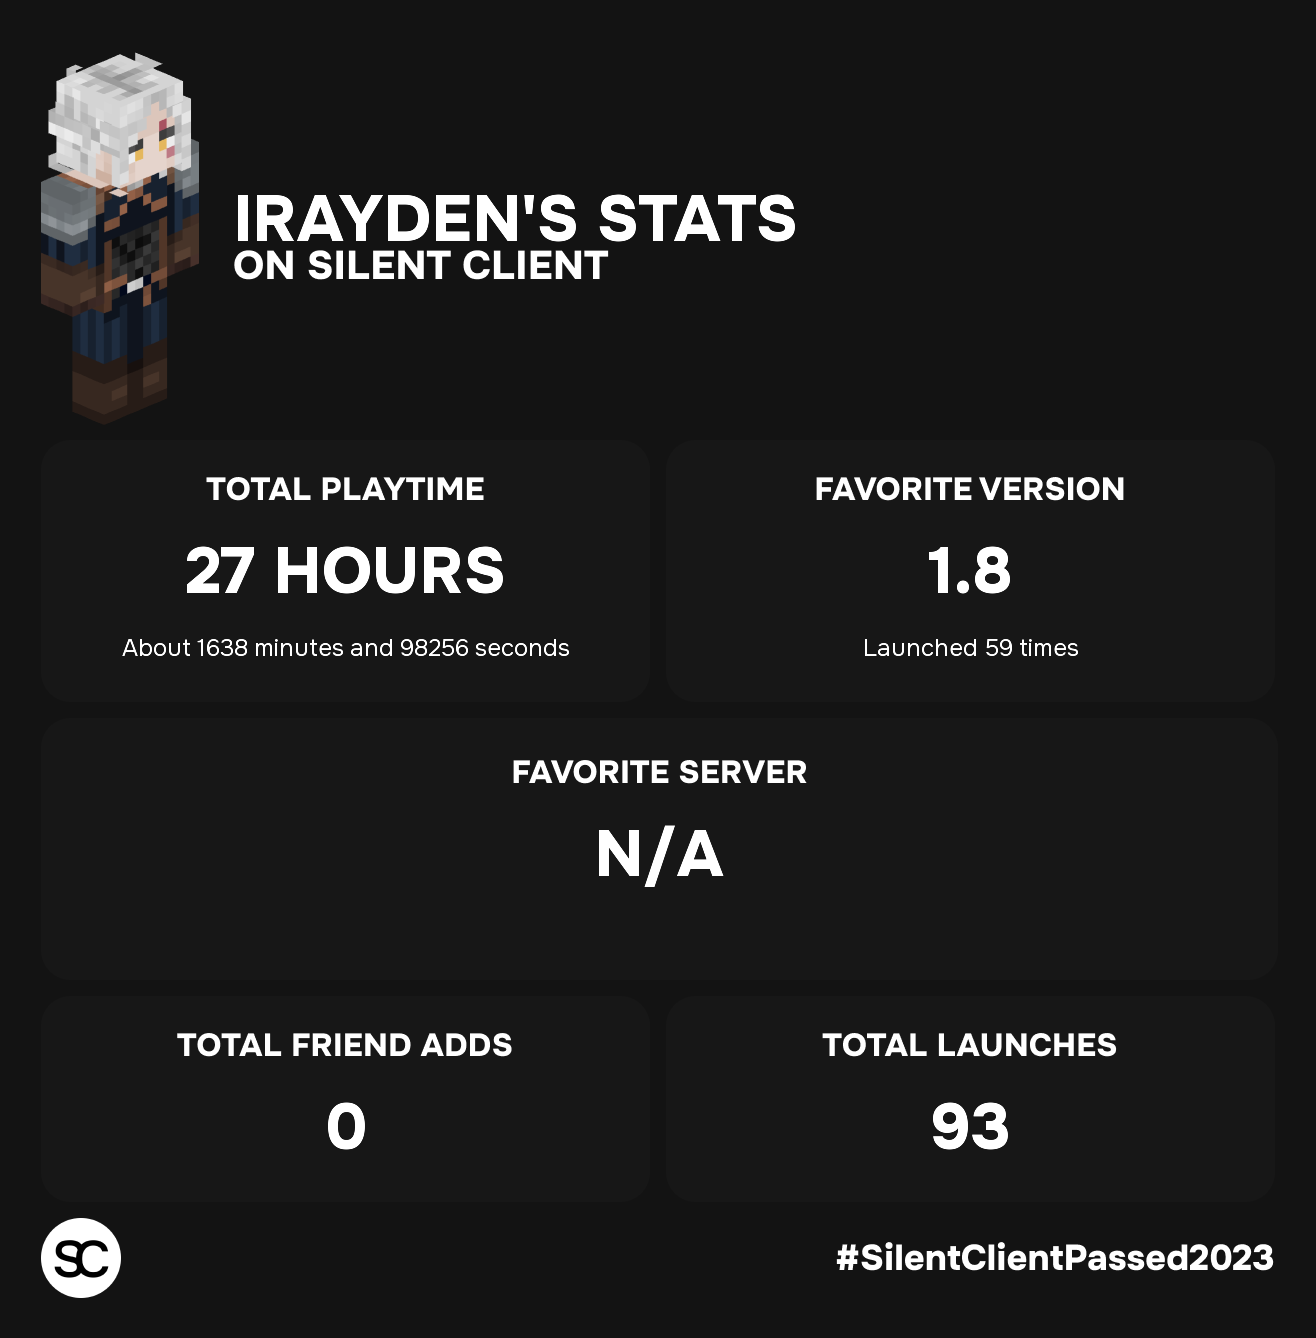 IRAYDEN'S STATS
ON SILENT CLIENT
TOTAL PLAYTIME
27 HOURS
About 1638 minutes and 98256 seconds
FAVORITE VERSION
1.8
Launched 59 times
FAVORITE SERVER
N/A
TOTAL FRIEND ADDS
0
TOTAL LAUNCHES
93
SC
#SilentClientPassed2023